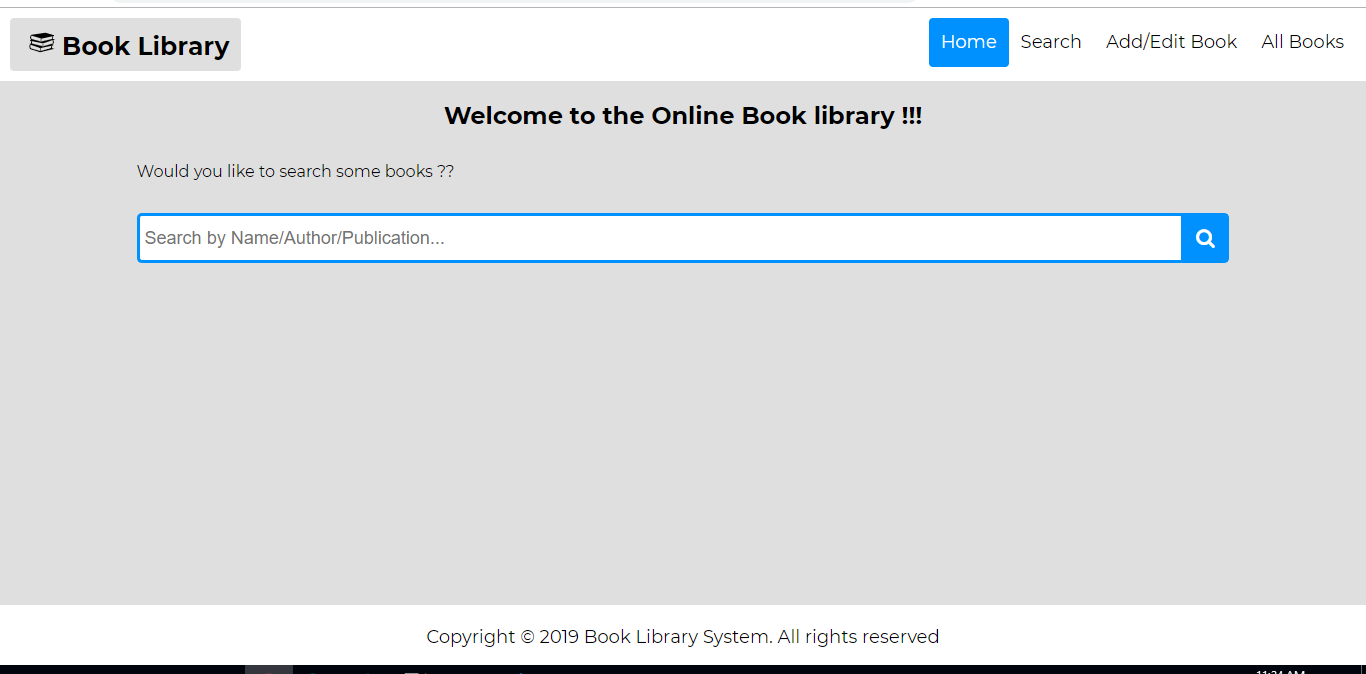 Book Library
Home Search Add/Edit Book All Books
Welcome to the Online Book library !!!
Would you like to search some books ??
Search by Name/Author/Publication...
Copyright © 2019 Book Library System. All rights reserved